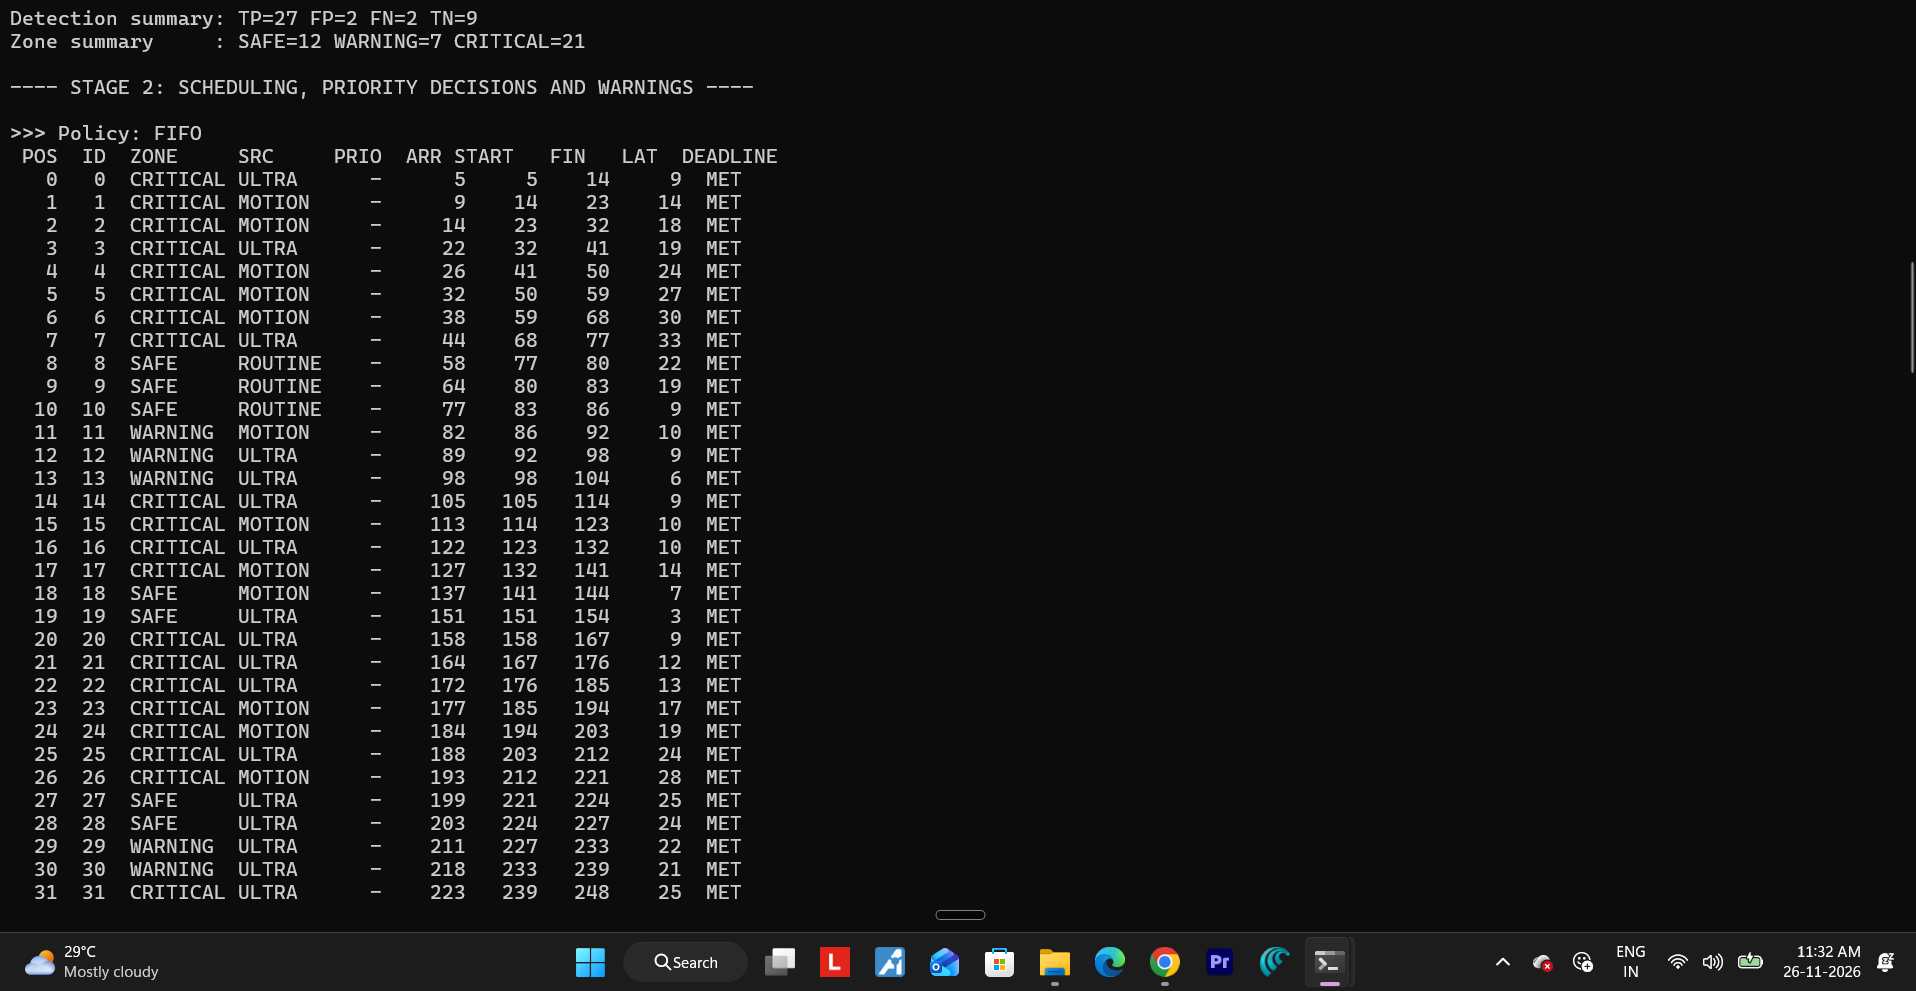 Detection summary: TP=27 FP=2 FN=2 TN=9
Zone summary     : SAFE=12 WARNING=7 CRITICAL=21
---- STAGE 2: SCHEDULING, PRIORITY DECISIONS AND WARNINGS ----
>>> Policy: FIFO
POS ID ZONE SRC PRIO ARR START FIN LAT DEADLINE
0 0 CRITICAL ULTRA - 5 5 14 9 MET
1 1 CRITICAL MOTION - 9 14 23 14 MET
2 2 CRITICAL MOTION - 14 23 32 18 MET
3 3 CRITICAL ULTRA - 22 32 41 19 MET
4 4 CRITICAL MOTION - 26 41 50 24 MET
5 5 CRITICAL MOTION - 32 50 59 27 MET
6 6 CRITICAL MOTION - 38 59 68 30 MET
7 7 CRITICAL ULTRA - 44 68 77 33 MET
8 8 SAFE ROUTINE - 58 77 80 22 MET
9 9 SAFE ROUTINE - 64 80 83 19 MET
10 10 SAFE ROUTINE - 77 83 86 9 MET
11 11 WARNING MOTION - 82 86 92 10 MET
12 12 WARNING ULTRA - 89 92 98 9 MET
13 13 WARNING ULTRA - 98 98 104 6 MET
14 14 CRITICAL ULTRA - 105 105 114 9 MET
15 15 CRITICAL MOTION - 113 114 123 10 MET
16 16 CRITICAL ULTRA - 122 123 132 10 MET
17 17 CRITICAL MOTION - 127 132 141 14 MET
18 18 SAFE MOTION - 137 141 144 7 MET
19 19 SAFE ULTRA - 151 151 154 3 MET
20 20 CRITICAL ULTRA - 158 158 167 9 MET
21 21 CRITICAL ULTRA - 164 167 176 12 MET
22 22 CRITICAL ULTRA - 172 176 185 13 MET
23 23 CRITICAL MOTION - 177 185 194 17 MET
24 24 CRITICAL MOTION - 184 194 203 19 MET
25 25 CRITICAL ULTRA - 188 203 212 24 MET
26 26 CRITICAL MOTION - 193 212 221 28 MET
27 27 SAFE ULTRA - 199 221 224 25 MET
28 28 SAFE ULTRA - 203 224 227 24 MET
29 29 WARNING ULTRA - 211 227 233 22 MET
30 30 WARNING ULTRA - 218 233 239 21 MET
31 31 CRITICAL ULTRA - 223 239 248 25 MET
29°C
Mostly cloudy
Search
L
Pr
ENG
IN
11:32 AM
26-11-2026